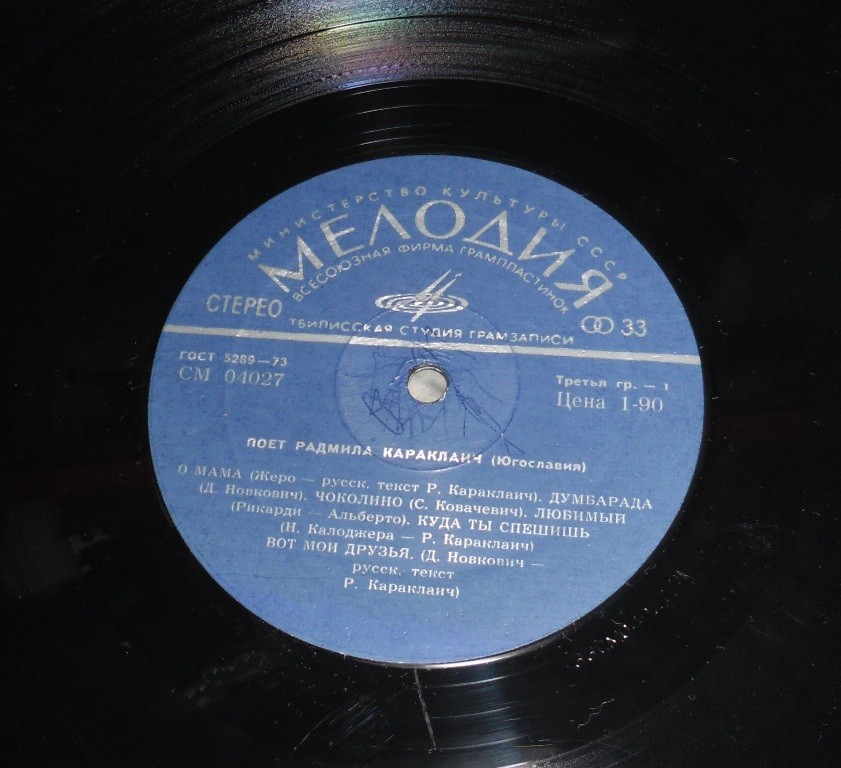 МИНИСТЕРСТВО КУЛЬТУРЫ СССР
МЕЛОДИЯ
ВСЕСОЮЗНАЯ ФИРМА ГРАМПЛАСТИНОК
СТЕРЕО
33
ТБИЛИССКАЯ СТУДИЯ ГРАМЗАПИСИ
ГОСТ 5289—73
СМ 04027
Третья гр. — 1
Цена 1-90
ПОЕТ РАДМИЛА КАРАКЛАИЧ (Югославия)
О МАМА (Жеро — русск. текст Р. Караклаич). ДУМБАРАДА
(Д. Новкович). ЧОКОЛИНО (С. Ковачевич). ЛЮБИМЫЙ
(Рикарди — Альберто). КУДА ТЫ СПЕШИШЬ
(Н. Калоджера — Р. Караклаич)
ВОТ МОИ ДРУЗЬЯ. (Д. Новкович —
русск. текст
Р. Караклаич)